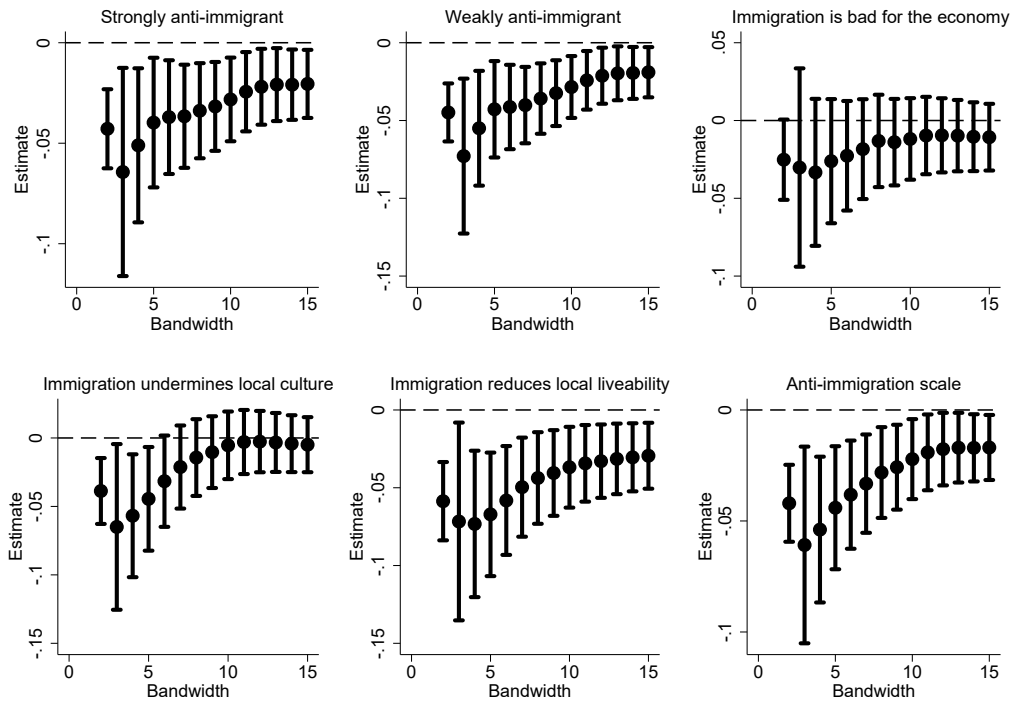 Strongly anti-immigrant
Estimate
0
-.05
-.1
0 5 10 15
Bandwidth
Weakly anti-immigrant
Estimate
0
-.05
-.1
-.15
0 5 10 15
Bandwidth
Immigration is bad for the economy
Estimate
.05
0
-.05
-.1
0 5 10 15
Bandwidth
Immigration undermines local culture
Estimate
0
-.05
-.1
-.15
0 5 10 15
Bandwidth
Immigration reduces local liveability
Estimate
0
-.05
-.1
-.15
0 5 10 15
Bandwidth
Anti-immigration scale
Estimate
0
-.05
-.1
0 5 10 15
Bandwidth